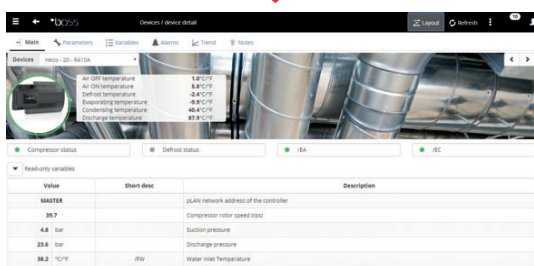 boss
Devices / device detail
Layout
Refresh
10
Main
Parameters
Variables
Alarms
Trend
Notes
Devices
Heos - 20 - R410A
Air OFF temperature 1.0°C/°F
Air ON temperature 5.8°C/°F
Defrost temperature -2.4°C/°F
Evaporating temperature -9.9°C/°F
Condensing temperature 40.4°C/°F
Discharge temperature 87.9°C/°F
Compressor status
Defrost status
/EA
/EC
Read-only variables
Value Short desc Description
MASTER pLAN network address of the controller
39.7 Compressor rotor speed (rps)
4.8 bar Suction pressure
23.6 bar Discharge pressure
38.2 °C/°F /FW Water Inlet Temperature